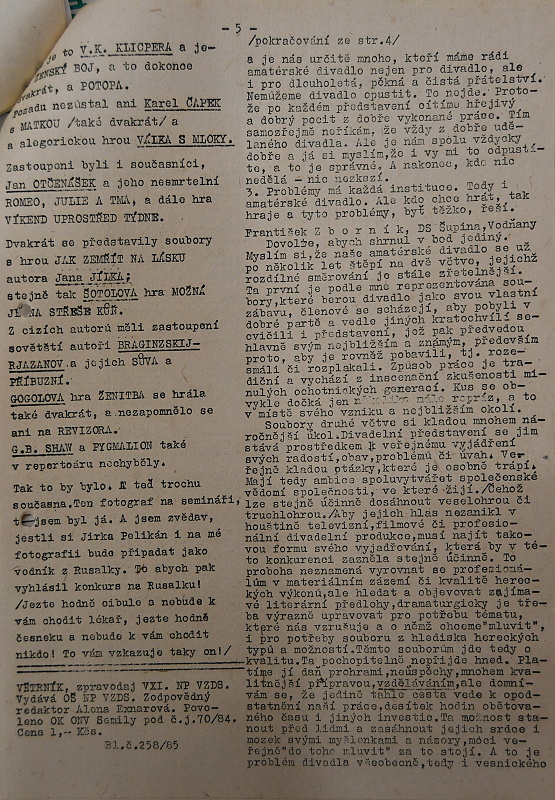 - 5 -
je to V.K. KLICPERA a je-
ŽENSKÝ BOJ, a to dokonce
dvakrát, a POTOPA.
pozadu nezůstal ani Karel ČAPEK
s MATKOU /také dvakrát/ a
a alegorickou hrou VÁLKA S MLOKY.
Zastoupeni byli i současníci,
Jan OTČENÁŠEK a jeho nesmrtelní
ROMEO, JULIE A TMA, a dále hra
VÍKEND UPROSTŘED TÝDNE.
Dvakrát se představily soubory
s hrou JAK ZEMŘÍT NA LÁSKU
autora Jana JÍLKA;
stejně tak ŠOTOLOVA hra MOŽNÁ
JE NA STŘEŠE KŮŇ.
Z cizích autorů měli zastoupení
sovětští autoři BRAGINZSKIJ-
RJAZANOV a jejich SŮVA a
PŘÍBUZNÍ.
GOGOLOVA hra ŽENITBA se hrála
také dvakrát, a nezapomnělo se
ani na REVIZORA.
G.B. SHAW a PYGMALION také
v repertoáru nechyběly.
Tak to by bylo. A teď trochu
současna.Ten fotograf na semináři,
to jsem byl já. A jsem zvědav,
jestli si Jirka Pelikán i na mé
fotografii bude připadat jako
vodník z Rusalky. To abych pak
vyhlásil konkurs na Rusalku!
/Jezte hodně cibule a nebude k
vám chodit lékař, jezte hodně
česneku a nebude k vám chodit
nikdo! To vám vzkazuje taky on!/
VĚTRNÍK, zpravodaj VXI. NP VZDS.
Vydává OŠ NP VZDS. Zodpovědný
redaktor Alena Exnarová. Povo-
leno OK ONV Semily pod č.j.70/84.
Cena 1,- Kčs.
Bl.č.258/85
/pokračování ze str.4/
a je nás určitě mnoho, kteří máme rádi
amatérské divadlo nejen pro divadlo, ale
i pro dlouholetá, pěkná a čistá přátelství.
Nemůžeme divadlo opustit. To nejde. Proto-
že po každém představení cítíme hřejivý
a dobrý pocit z dobře vykonané práce. Tím
samozřejmě neříkám, že vždy z dobře udě-
laného divadla. Ale je nám spolu vždycky
dobře a já si myslím,že i vy mi to odpustí-
te, a to je správné. A nakonec, kdo nic
nedělá - nic nezkazí.
5. Problémy má každá instituce. Tedy i
amatérské divadlo. Ale kdo chce hrát, tak
hraje a tyto problémy, byť těžko, řeší.
František Z b o r n í k, DS Šupina,Vodňany
Dovolte, abych shrnul v bod jediný.
Myslím si,že naše amatérské divadlo se už
po několik let štěpí na dvě větve, jejichž
rozdílné směrování je stále zřetelnější.
Ta první je podle mne reprezentována sou-
bory,které berou divadlo jako svou vlastní
zábavu, členové se scházejí, aby pobyli v
dobré partě a vedle jiných kratochvílí se-
cvičili i představení, jež pak předvedou
hlavně svým nejbližším a známým, především
proto, aby je rovněž pobavili, tj. roze-
smáli či rozplakali. Způsob práce je tra-
diční a vychází z inscenační zkušenosti mi-
nulých ochotnických generací. Kus se ob-
vykle dočká jen několika málo repríz, a to
v místě svého vzniku a nejbližším okolí.
Soubory druhé větve si kladou mnohem ná-
ročnější úkol.Divadelní představení se jim
stává prostředkem k veřejnému vyjádření
svých radostí,obav,problémů či úvah. Ve-
řejně kladou otázky,které je osobně trápí.
Mají tedy ambice spoluvytvářet společenské
vědomí společnosti, ve které žijí. /Čehož
lze stejně účinně dosáhnout veselohrou či
truchlohrou./Aby jejich hlas nezanikl v
houštině televizní,filmové či profesio-
nální divadelní produkce,musí najít tako-
vou formu svého vyjadřování, která by v té-
to konkurenci zazněla stejně účinně. To
proboha neznamená vyrovnat se profesioná-
lům v materiálním zázemí či kvalitě herec-
kých výkonů,ale hledat a objevovat zajíma-
vé literární předlohy,dramaturgicky je tře-
ba výrazně upravovat pro potřebu tématu,
které nás vzrušuje a o němž chceme"mluvit",
i pro potřeby souboru z hlediska hereckých
typů a možností.Těmto souborům jde tedy o
kvalitu.Ta pochopitelně nepřijde hned. Pla-
tíme jí daň prohrami,neúspěchy,mnohem kva-
litnější přípravou,vzděláváním,ale domní-
vám se, že jedině tahle cesta vede k opod-
statnění naší práce,desítek hodin obětova-
ného času i jiných investic.Ta možnost sta-
nout před lidmi a zasáhnout jejich srdce i
mozek svými myšlenkami a názory,moci ve-
řejně"do toho mluvit" za to stojí. A to je
problém divadla všeobecně,tedy i vesnického